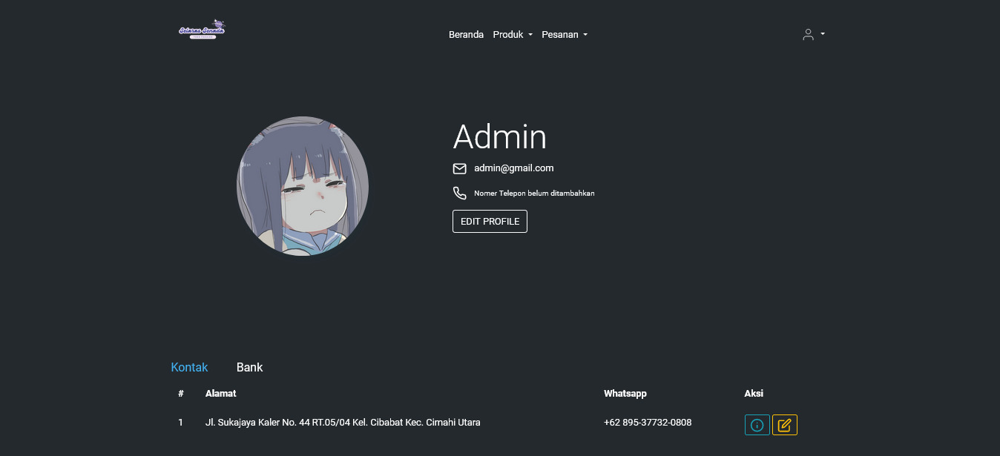 Beranda Produk Pesanan
Admin
admin@gmail.com
Nomer Telepon belum ditambahkan
EDIT PROFILE
Kontak Bank
# Alamat Whatsapp Aksi
1 Jl. Sukajaya Kaler No. 44 RT.05/04 Kel. Cibabat Kec. Cimahi Utara +62 895-37732-0808